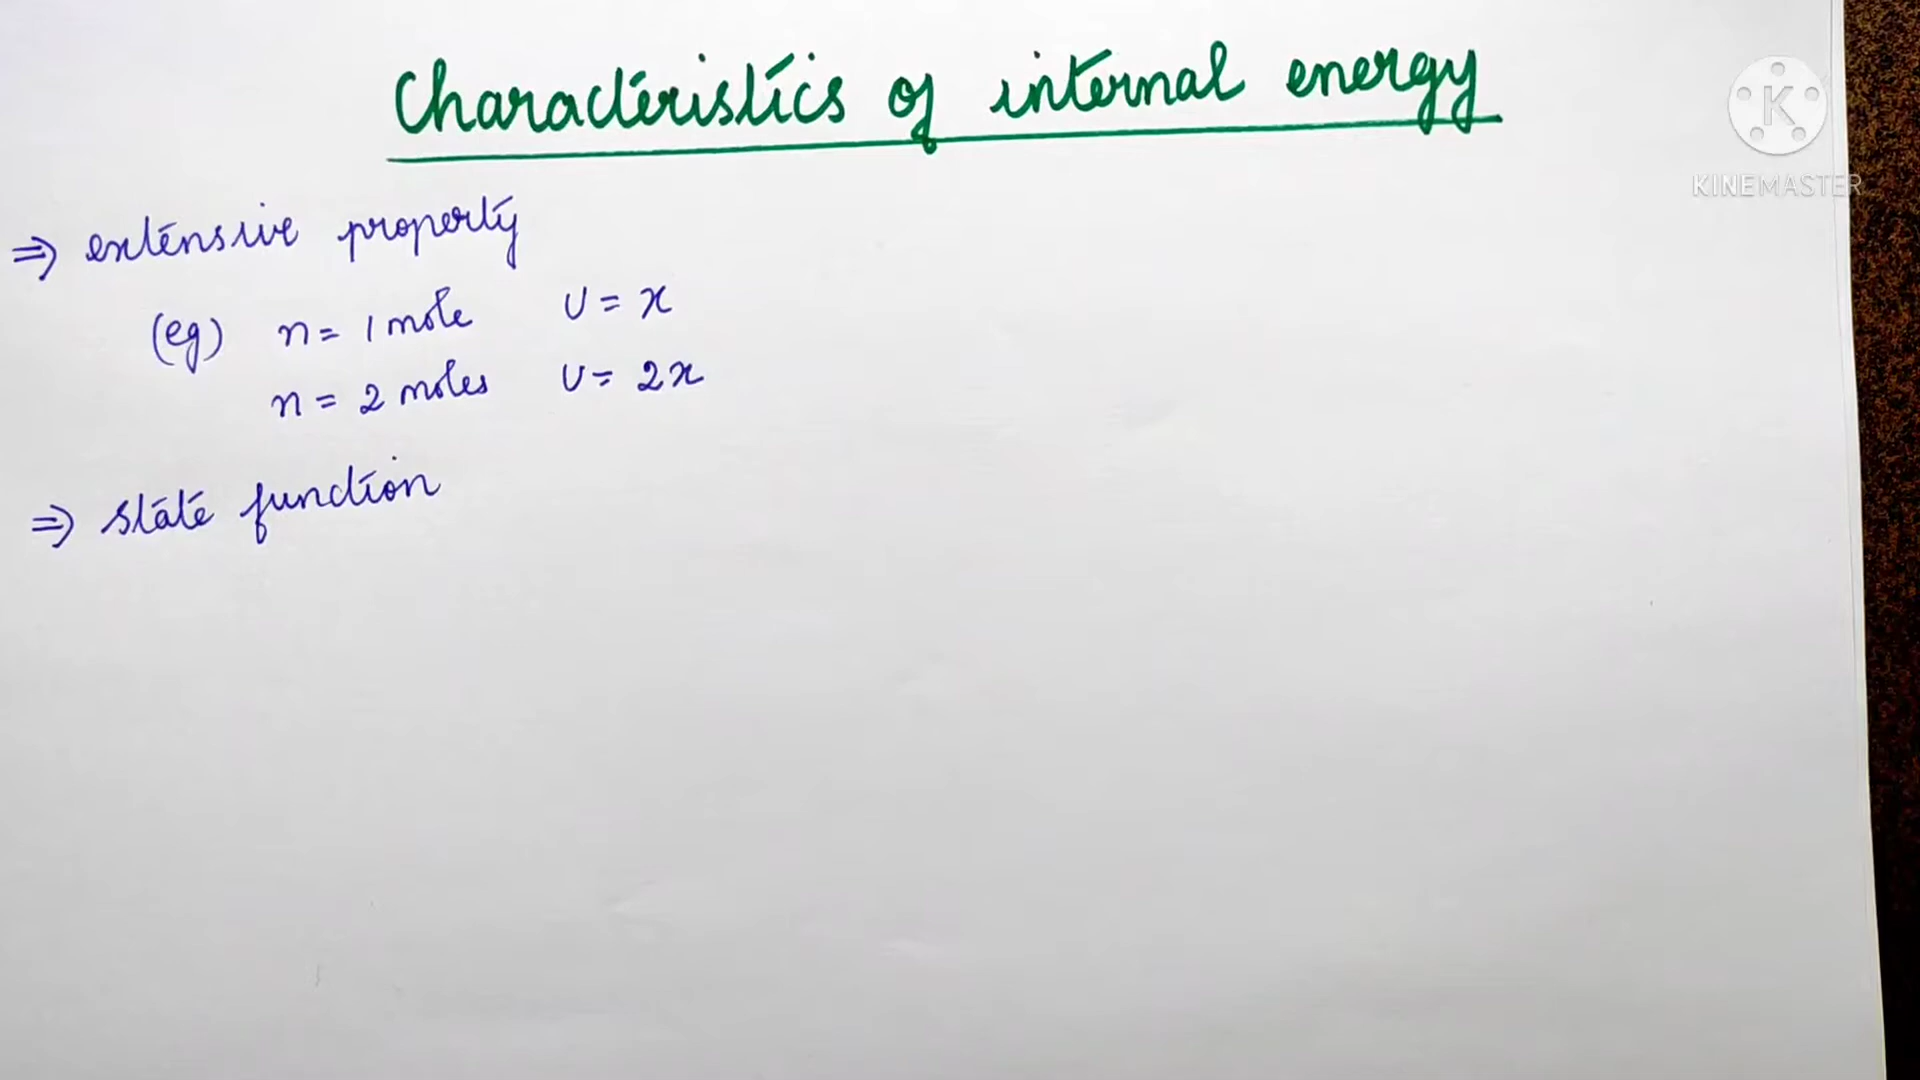 Characteristics of internal energy
K
KINEMASTER
⇒ extensive property
(eg) n = 1 mole U = x
n = 2 moles U = 2x
⇒ state function